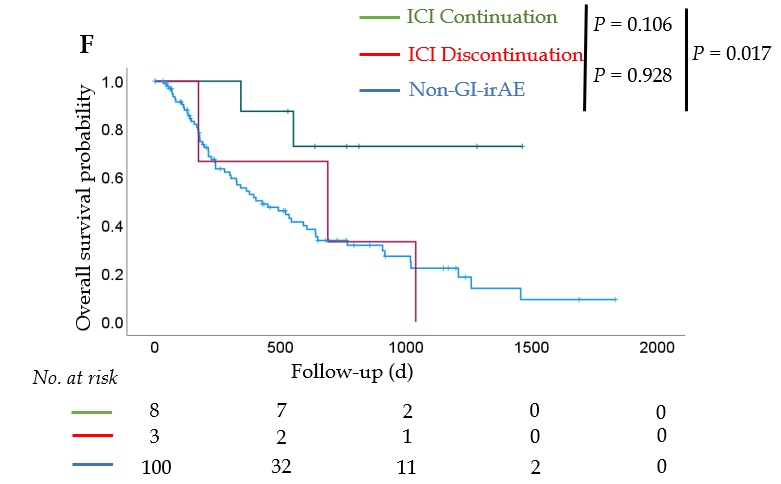 F
ICI Continuation
ICI Discontinuation
Non-GI-irAE
P = 0.106
P = 0.928
P = 0.017
Overall survival probability
1.0
0.8
0.6
0.4
0.2
0.0
0 500 1000 1500 2000
Follow-up (d)
No. at risk
8 7 2 0 0
3 2 1 0 0
100 32 11 2 0